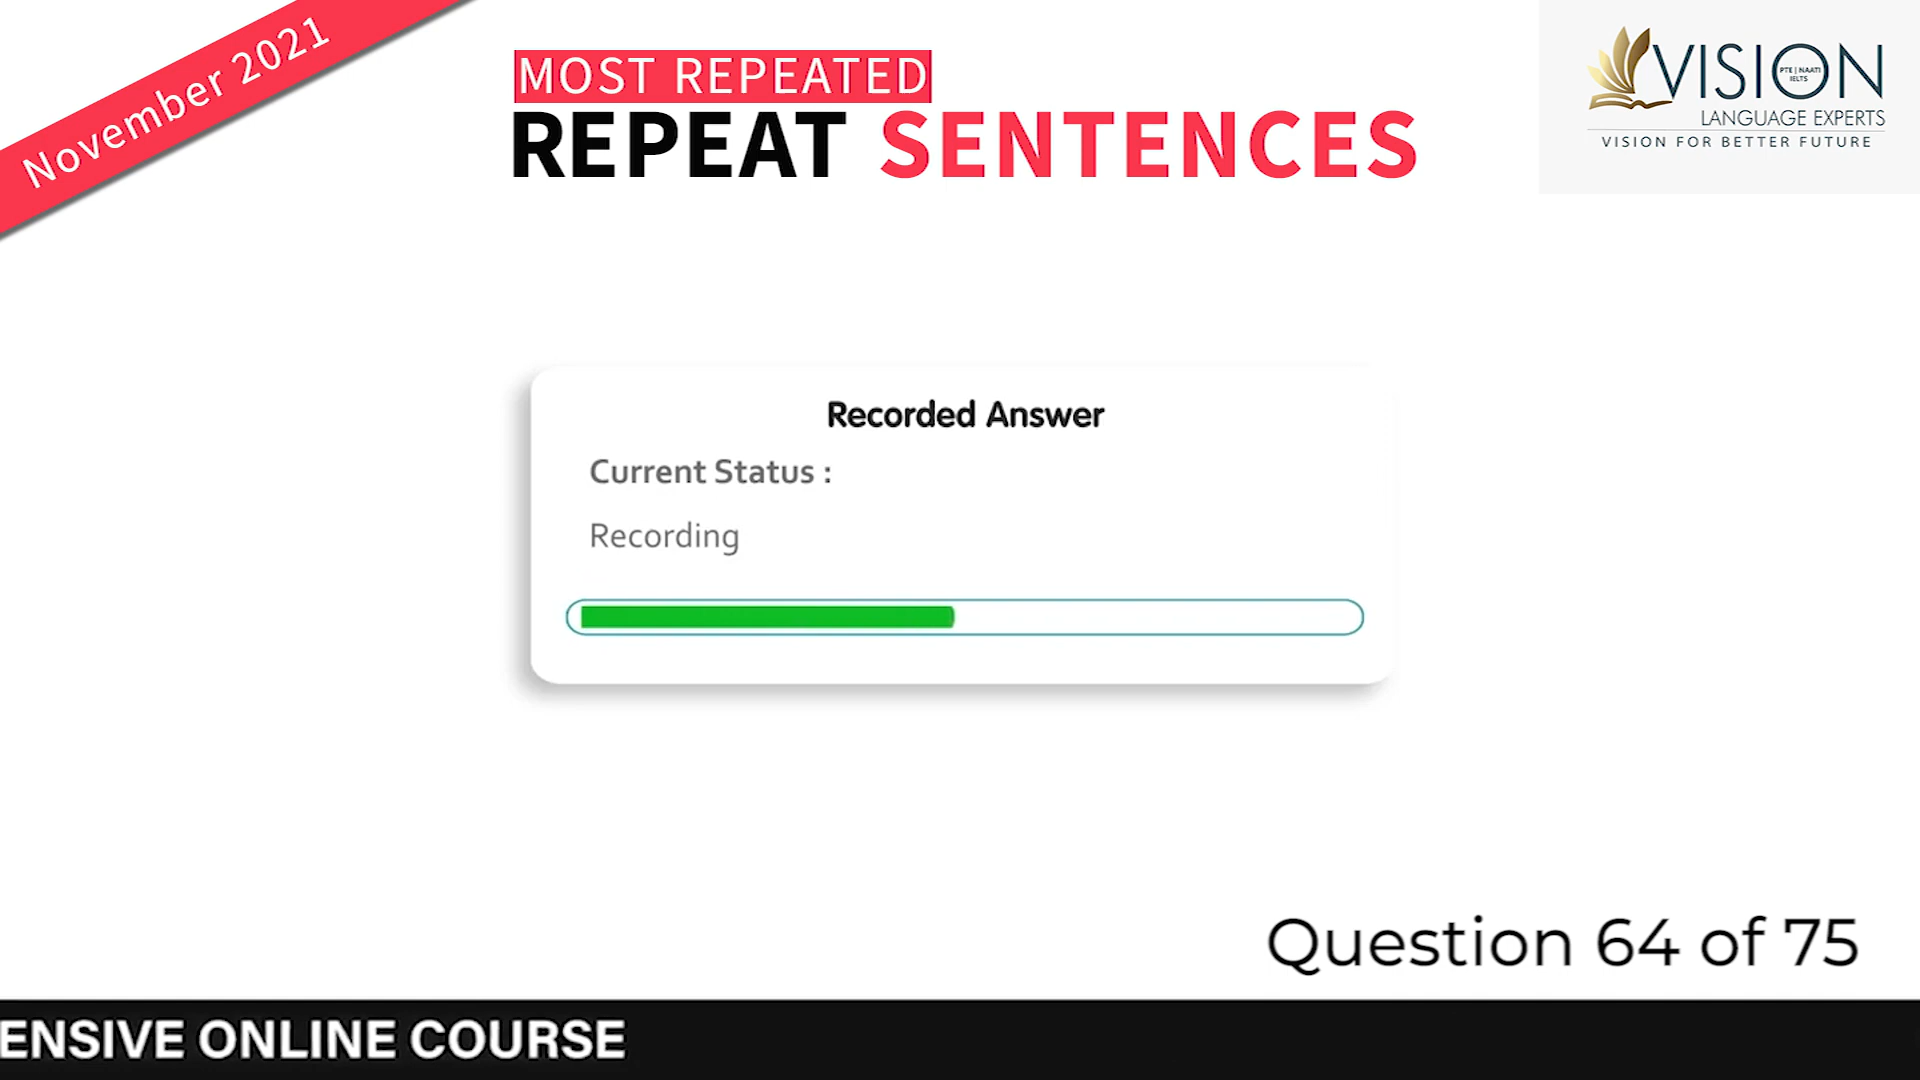 November 2021
MOST REPEATED
REPEAT SENTENCES
VISION
PTE | NAATI
IELTS
LANGUAGE EXPERTS
VISION FOR BETTER FUTURE
Recorded Answer
Current Status :
Recording
Question 64 of 75
ENSIVE ONLINE COURSE